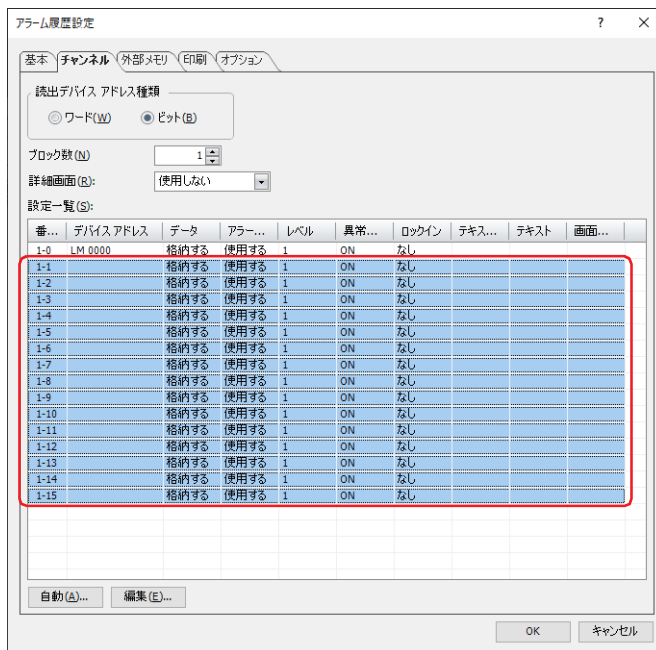 アラーム履歴設定 ? ×
基本 チャンネル 外部メモリ 印刷 オプション
読出デバイス アドレス種類
ワード(W) ビット(B)
ブロック数(N) 1
詳細画面(R): 使用しない
設定一覧(S):
番... デバイス アドレス データ アラー... レベル 異常... ロックイン テキス... テキスト 画面...
1-0 LM 0000 格納する 使用する 1 ON なし
1-1 格納する 使用する 1 ON なし
1-2 格納する 使用する 1 ON なし
1-3 格納する 使用する 1 ON なし
1-4 格納する 使用する 1 ON なし
1-5 格納する 使用する 1 ON なし
1-6 格納する 使用する 1 ON なし
1-7 格納する 使用する 1 ON なし
1-8 格納する 使用する 1 ON なし
1-9 格納する 使用する 1 ON なし
1-10 格納する 使用する 1 ON なし
1-11 格納する 使用する 1 ON なし
1-12 格納する 使用する 1 ON なし
1-13 格納する 使用する 1 ON なし
1-14 格納する 使用する 1 ON なし
1-15 格納する 使用する 1 ON なし
自動(A)... 編集(E)...
OK キャンセル